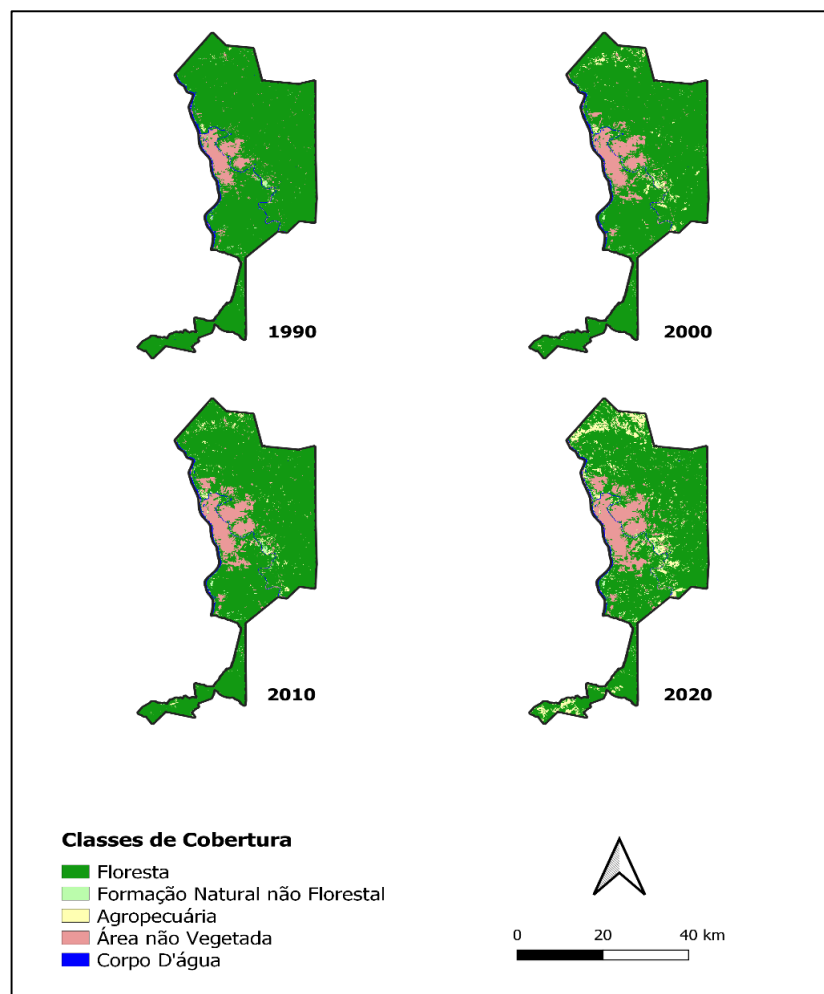 1990
2000
2010
2020
Classes de Cobertura
Floresta
Formação Natural não Florestal
Agropecuária
Área não Vegetada
Corpo D'água
0 20 40 km